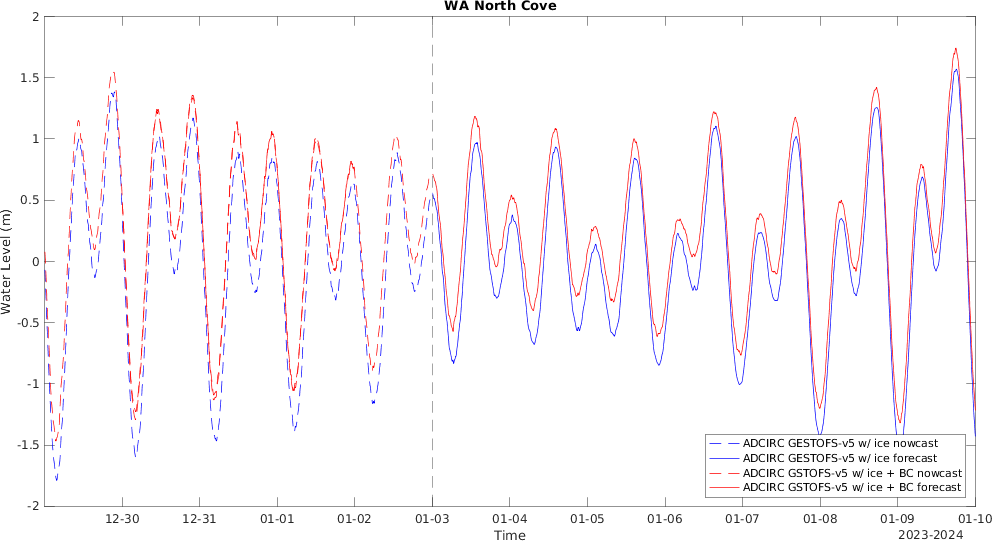 WA North Cove
2
1.5
1
0.5
0
-0.5
-1
-1.5
-2
Water Level (m)
ADCIRC GESTOFS-v5 w/ ice nowcast
ADCIRC GESTOFS-v5 w/ ice forecast
ADCIRC GSTOFS-v5 w/ ice + BC nowcast
ADCIRC GSTOFS-v5 w/ ice + BC forecast
12-30 12-31 01-01 01-02 01-03 01-04 01-05 01-06 01-07 01-08 01-09 01-10
Time
2023-2024